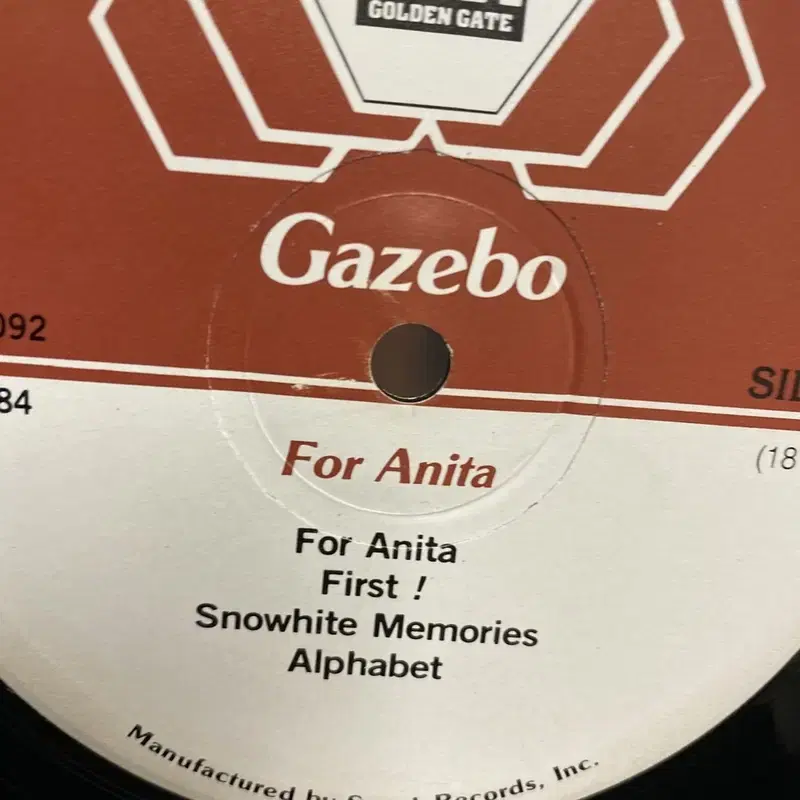 GOLDEN GATE
Gazebo
092
84
(18
For Anita
For Anita
First !
Snowhite Memories
Alphabet
Manufactured by Records, Inc.